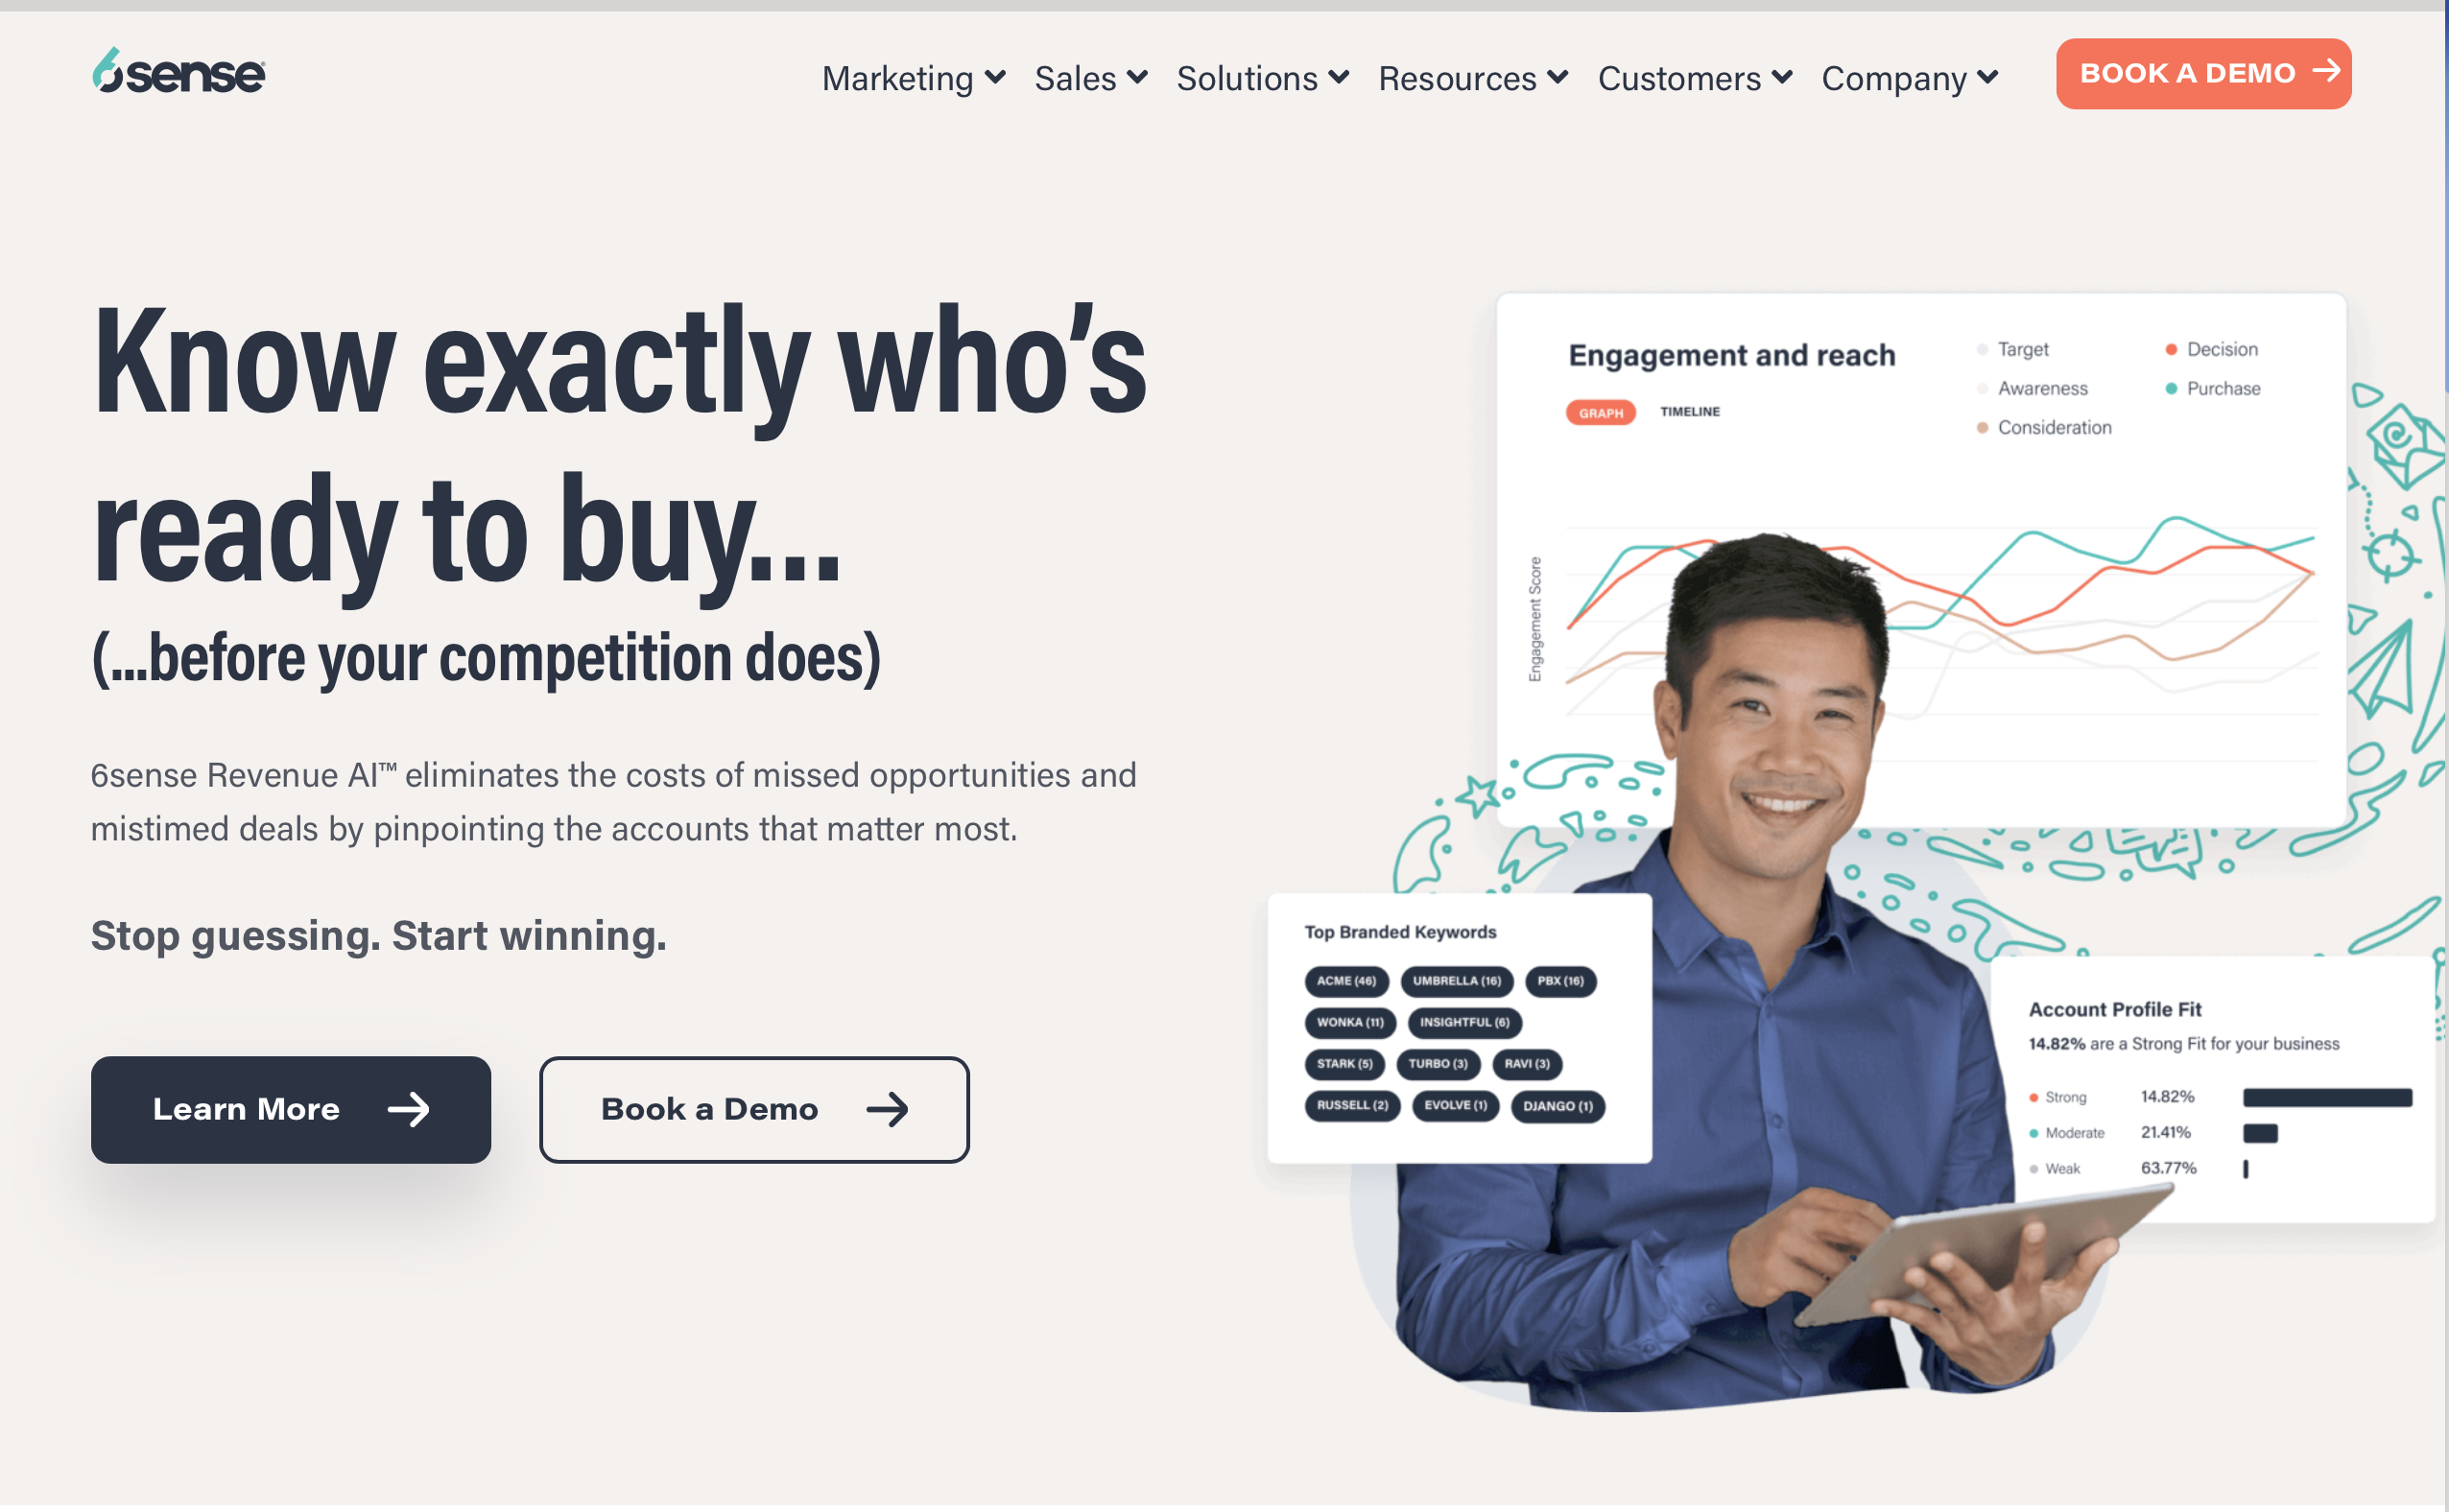 6sense
Marketing Sales Solutions Resources Customers Company BOOK A DEMO
Know exactly who's
ready to buy...
(...before your competition does)
6sense Revenue AI™ eliminates the costs of missed opportunities and
mistimed deals by pinpointing the accounts that matter most.
Stop guessing. Start winning.
Learn More
Book a Demo
Engagement and reach
GRAPH TIMELINE
Target
Awareness
Consideration
Decision
Purchase
Engagement Score
Top Branded Keywords
ACME (46) UMBRELLA (16) PBX (16)
WONKA (11) INSIGHTFUL (6)
STARK (5) TURBO (3) RAVI (3)
RUSSELL (2) EVOLVE (1) DJANGO (1)
Account Profile Fit
14.82% are a Strong Fit for your business
Strong 14.82%
Moderate 21.41%
Weak 63.77%